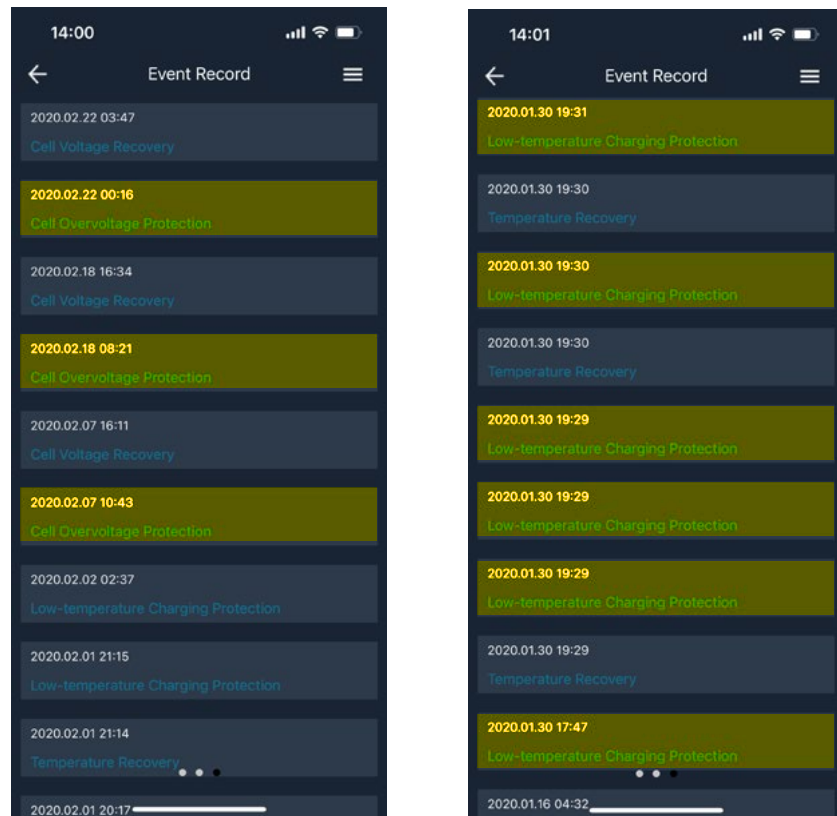 14:00
Event Record
2020.02.22 03:47
Cell Voltage Recovery
2020.02.22 00:16
Cell Overvoltage Protection
2020.02.18 16:34
Cell Voltage Recovery
2020.02.18 08:21
Cell Overvoltage Protection
2020.02.07 16:11
Cell Voltage Recovery
2020.02.07 10:43
Cell Overvoltage Protection
2020.02.02 02:37
Low-temperature Charging Protection
2020.02.01 21:15
Low-temperature Charging Protection
2020.02.01 21:14
Temperature Recovery
2020.02.01 20:17
14:01
Event Record
2020.01.30 19:31
Low-temperature Charging Protection
2020.01.30 19:30
Temperature Recovery
2020.01.30 19:30
Low-temperature Charging Protection
2020.01.30 19:30
Temperature Recovery
2020.01.30 19:29
Low-temperature Charging Protection
2020.01.30 19:29
Low-temperature Charging Protection
2020.01.30 19:29
Low-temperature Charging Protection
2020.01.30 19:29
Temperature Recovery
2020.01.30 17:47
Low-temperature Charging Protection
2020.01.16 04:32